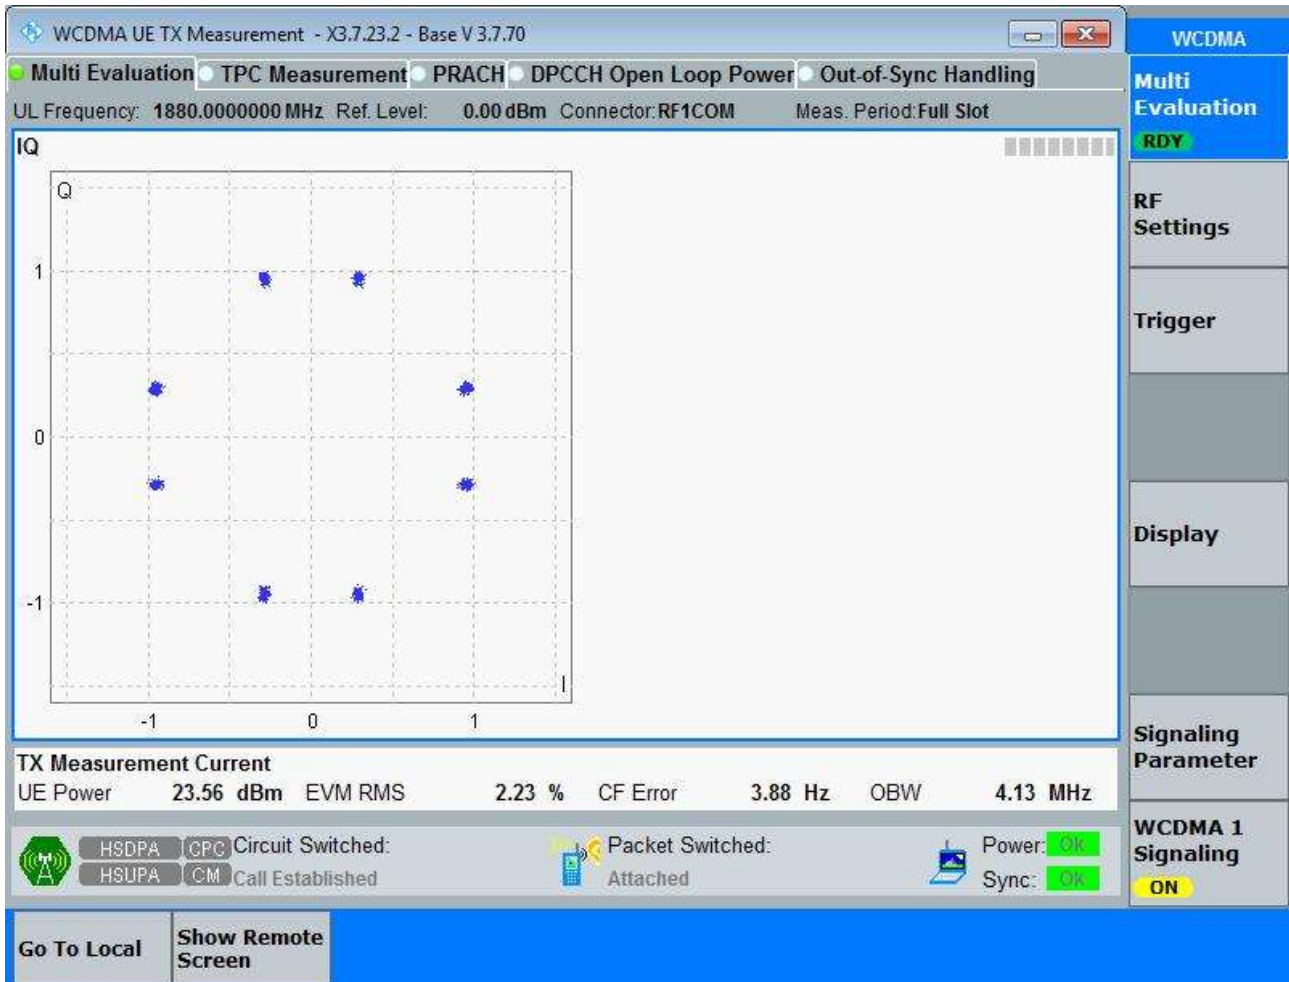 WCDMA UE TX Measurement - X3.7.23.2 - Base V 3.7.70
WCDMA
Multi Evaluation TPC Measurement PRACH DPCCH Open Loop Power Out-of-Sync Handling
UL Frequency: 1880.0000000 MHz Ref. Level: 0.00 dBm Connector: RF1COM Meas. Period: Full Slot
Multi
Evaluation
RDY
IQ
Q
1
0
-1
I
-1 0 1
RF
Settings
Trigger
Display
Signaling
Parameter
WCDMA 1
Signaling
ON
TX Measurement Current
UE Power 23.56 dBm EVM RMS 2.23 % CF Error 3.88 Hz OBW 4.13 MHz
HSDPA CPC Circuit Switched: Packet Switched: Power: Ok
HSUPA CM Call Established Attached Sync: Ok
Go To Local
Show Remote
Screen